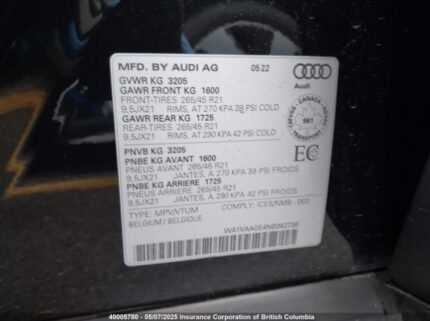 MFD. BY AUDI AG 05 22
GVWR KG 3205
GAWR FRONT KG 1600
FRONT-TIRES 265/45 R21
9,5JX21 RIMS, AT 270 KPA 39 PSI COLD
GAWR REAR KG 1725
REAR-TIRES 265/45 R21
9,5JX21 RIMS, AT 290 KPA 42 PSI COLD
PNVB KG 3205
PNBE KG AVANT 1600
PNEUS AVANT 265/45 R21
9,5JX21 JANTES, A 270 KPA 39 PSI FROIDS
PNBE KG ARRIERE 1725
PNEUS ARRIERE 265/45 R21
9,5JX21 JANTES, A 290 KPA 42 PSI FROIDS
TYPE: MPV/VTUM COMPLY: ICES/NMB - 002
BELGIUM / BELGIQUE
Audi
CANADA
961
EC
WA1VAAGE4NB042736
40005780 - 05/07/2025 Insurance Corporation of British Columbia